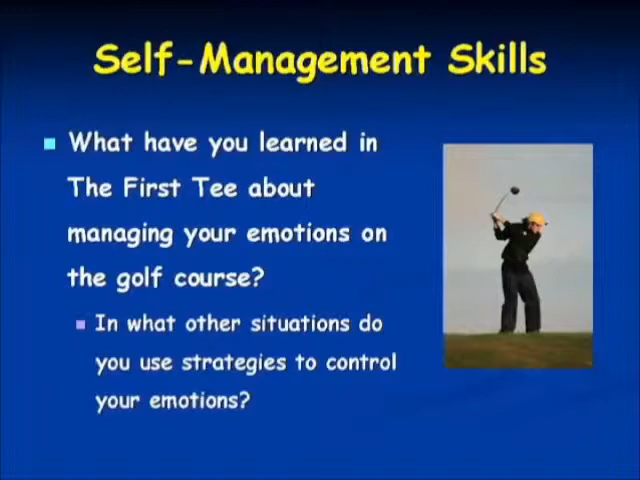 Self-Management Skills
What have you learned in
The First Tee about
managing your emotions on
the golf course?
In what other situations do
you use strategies to control
your emotions?